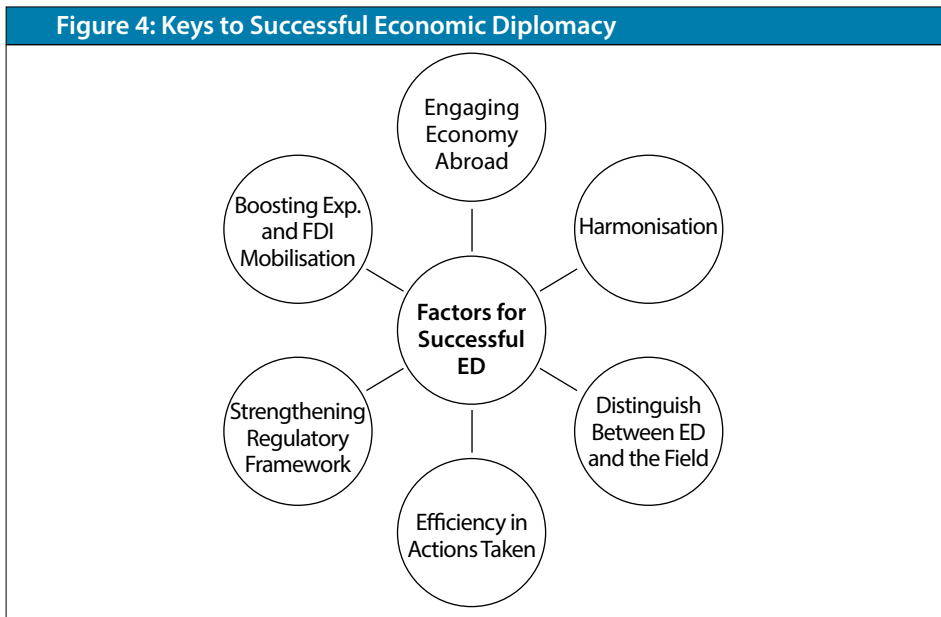 Figure 4: Keys to Successful Economic Diplomacy
Engaging
Economy
Abroad
Boosting Exp.
and FDI
Mobilisation
Harmonisation
Factors for
Successful
ED
Strengthening
Regulatory
Framework
Distinguish
Between ED
and the Field
Efficiency in
Actions Taken